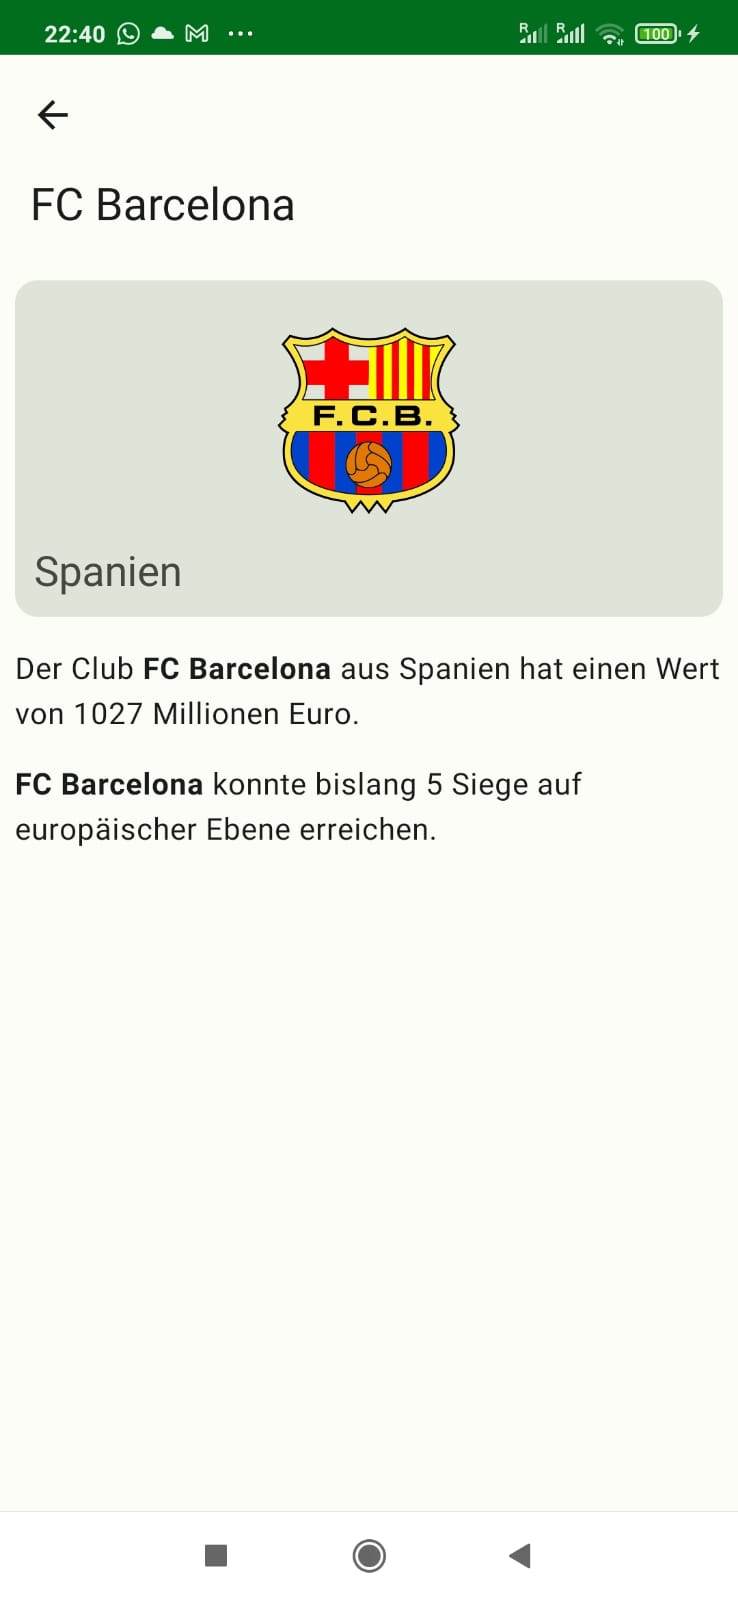 22:40
R R 100
FC Barcelona
F.C.B.
Spanien
Der Club FC Barcelona aus Spanien hat einen Wert
von 1027 Millionen Euro.
FC Barcelona konnte bislang 5 Siege auf
europäischer Ebene erreichen.